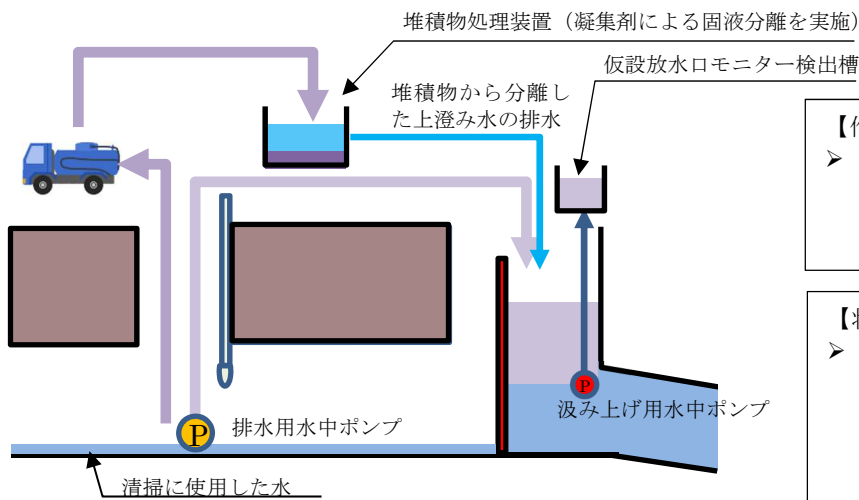 堆積物処理装置（凝集剤による固液分離を実施）
仮設放水口モニター検出槽
堆積物から分離し
た上澄み水の排水
【作
➢
【状
➢
P
汲み上げ用水中ポンプ
P
排水用水中ポンプ
清掃に使用した水